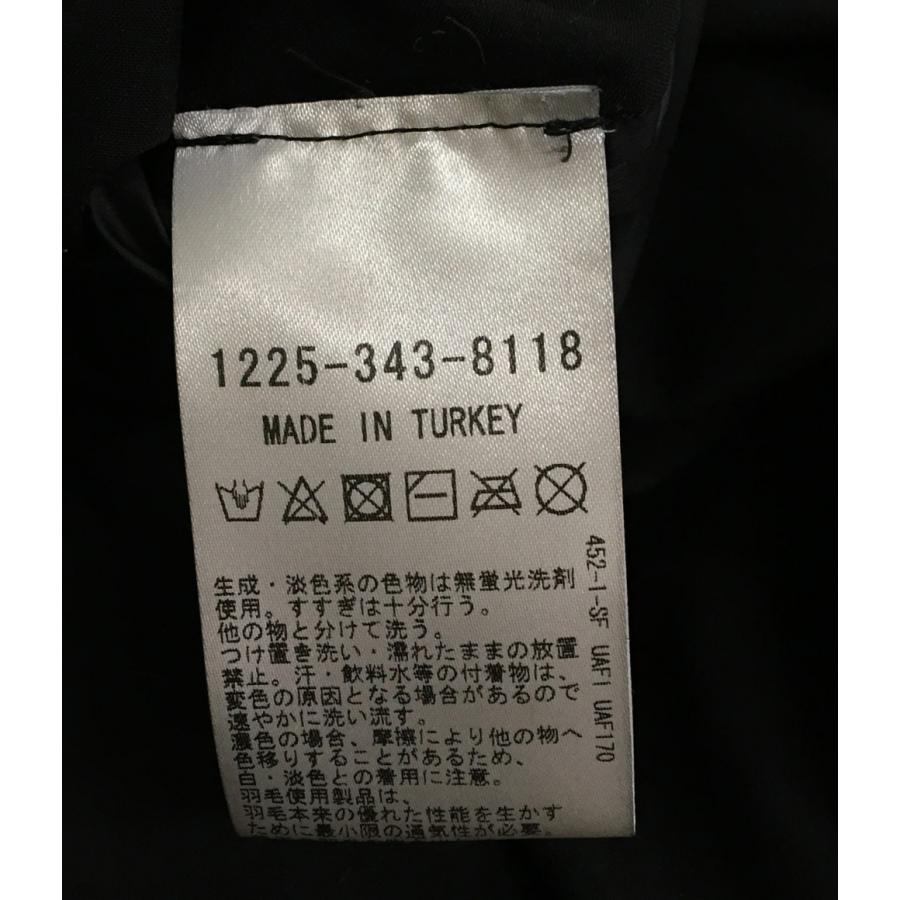 1225-343-8118
MADE IN TURKEY
生成・淡色系の色物は無蛍光洗剤
使用。すすぎは十分行う。
他の物と分けて洗う。
つけ置き洗い・濡れたままの放置
禁止。汗・飲料水等の付着物は、
変色の原因となる場合があるので
速やかに洗い流す。
濃色の場合、摩擦により他の物へ
色移りすることがあるため、
白・淡色との着用に注意。
羽毛使用製品は、
羽毛本来の優れた性能を生かす
ために最小限の通気性が必要。
452-1-SF UAF1 UAF170